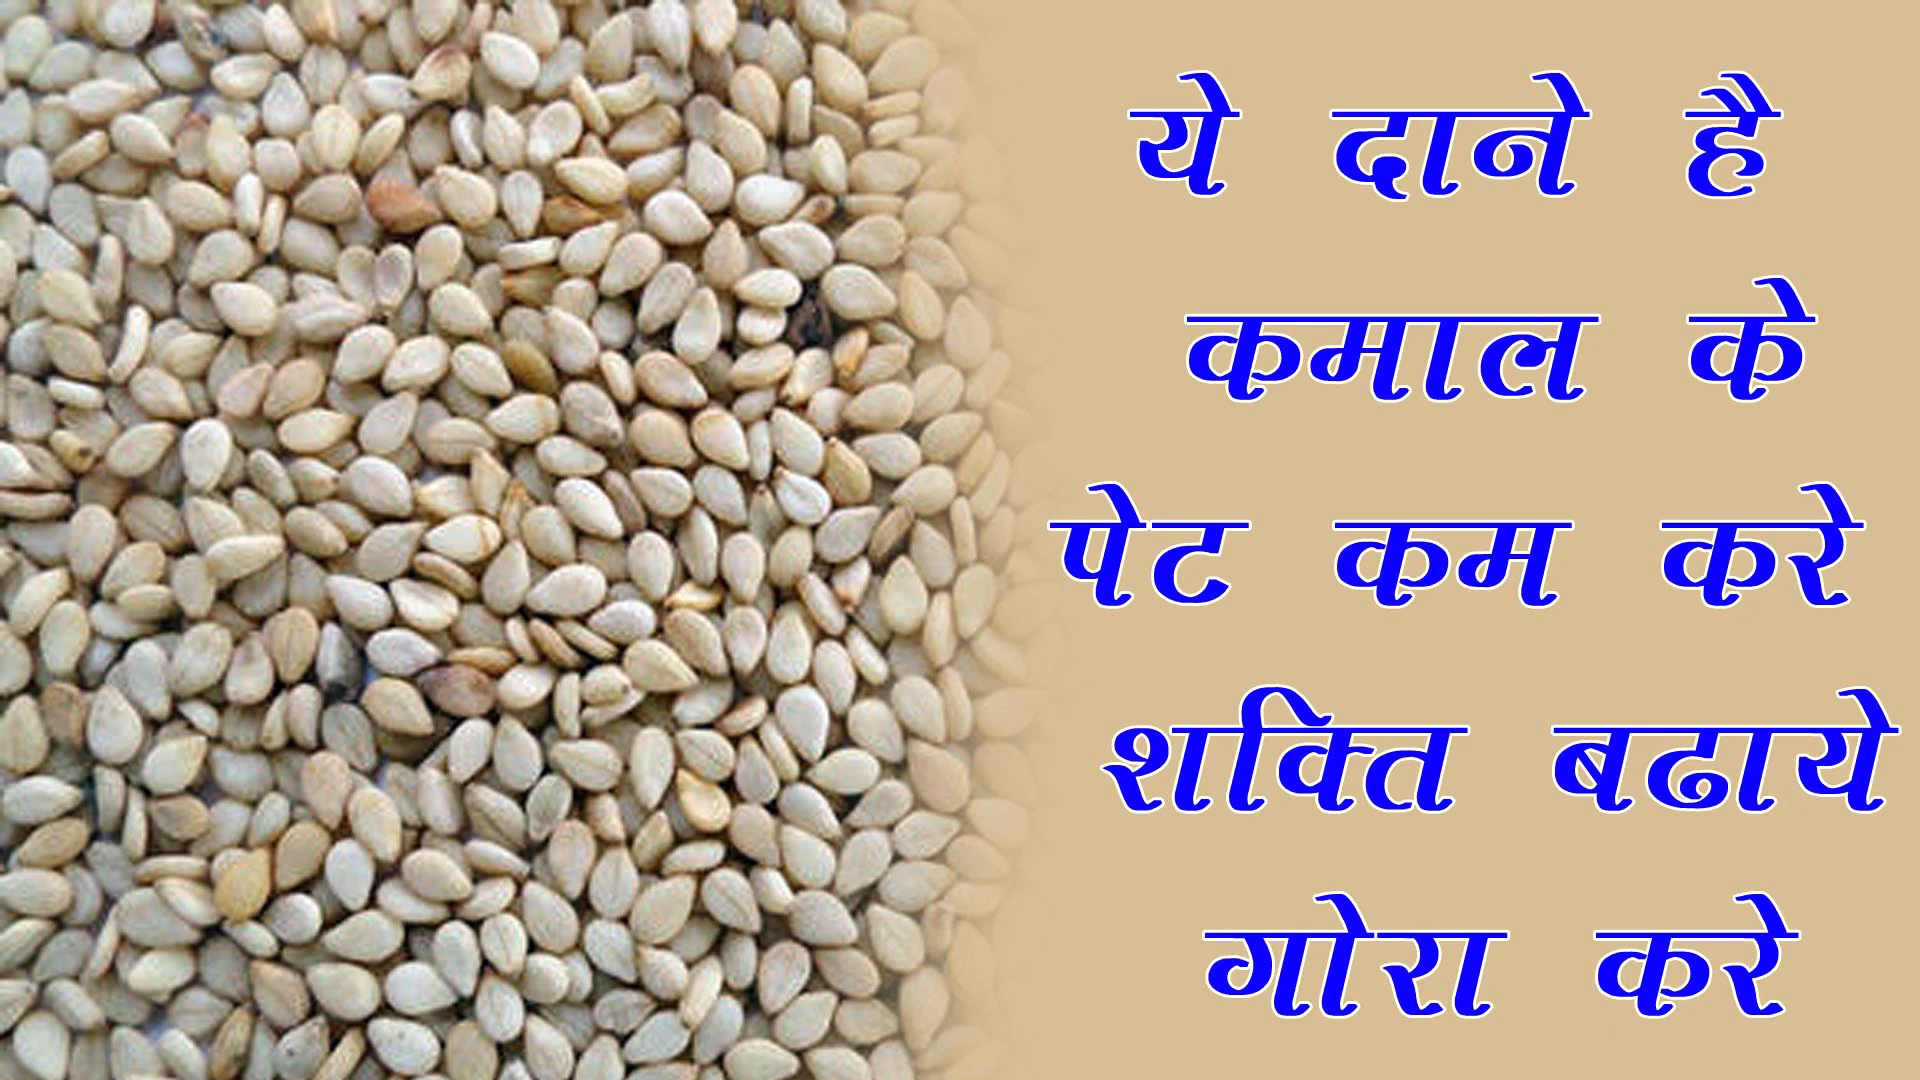 ये दाने है
कमाल के
पेट कम करे
शक्ति बढाये
गोरा करे